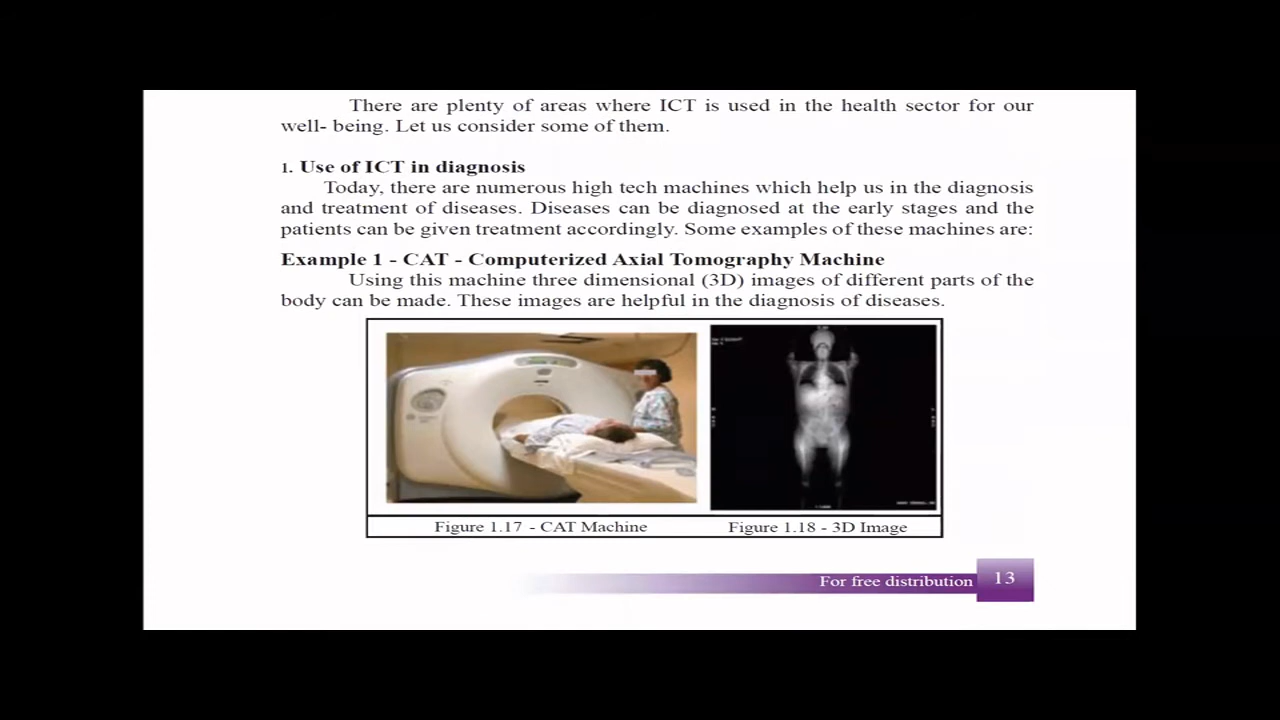 There are plenty of areas where ICT is used in the health sector for our
well- being. Let us consider some of them.
1. Use of ICT in diagnosis
Today, there are numerous high tech machines which help us in the diagnosis
and treatment of diseases. Diseases can be diagnosed at the early stages and the
patients can be given treatment accordingly. Some examples of these machines are:
Example 1 - CAT - Computerized Axial Tomography Machine
Using this machine three dimensional (3D) images of different parts of the
body can be made. These images are helpful in the diagnosis of diseases.
Figure 1.17 - CAT Machine
Figure 1.18 - 3D Image
For free distribution
13